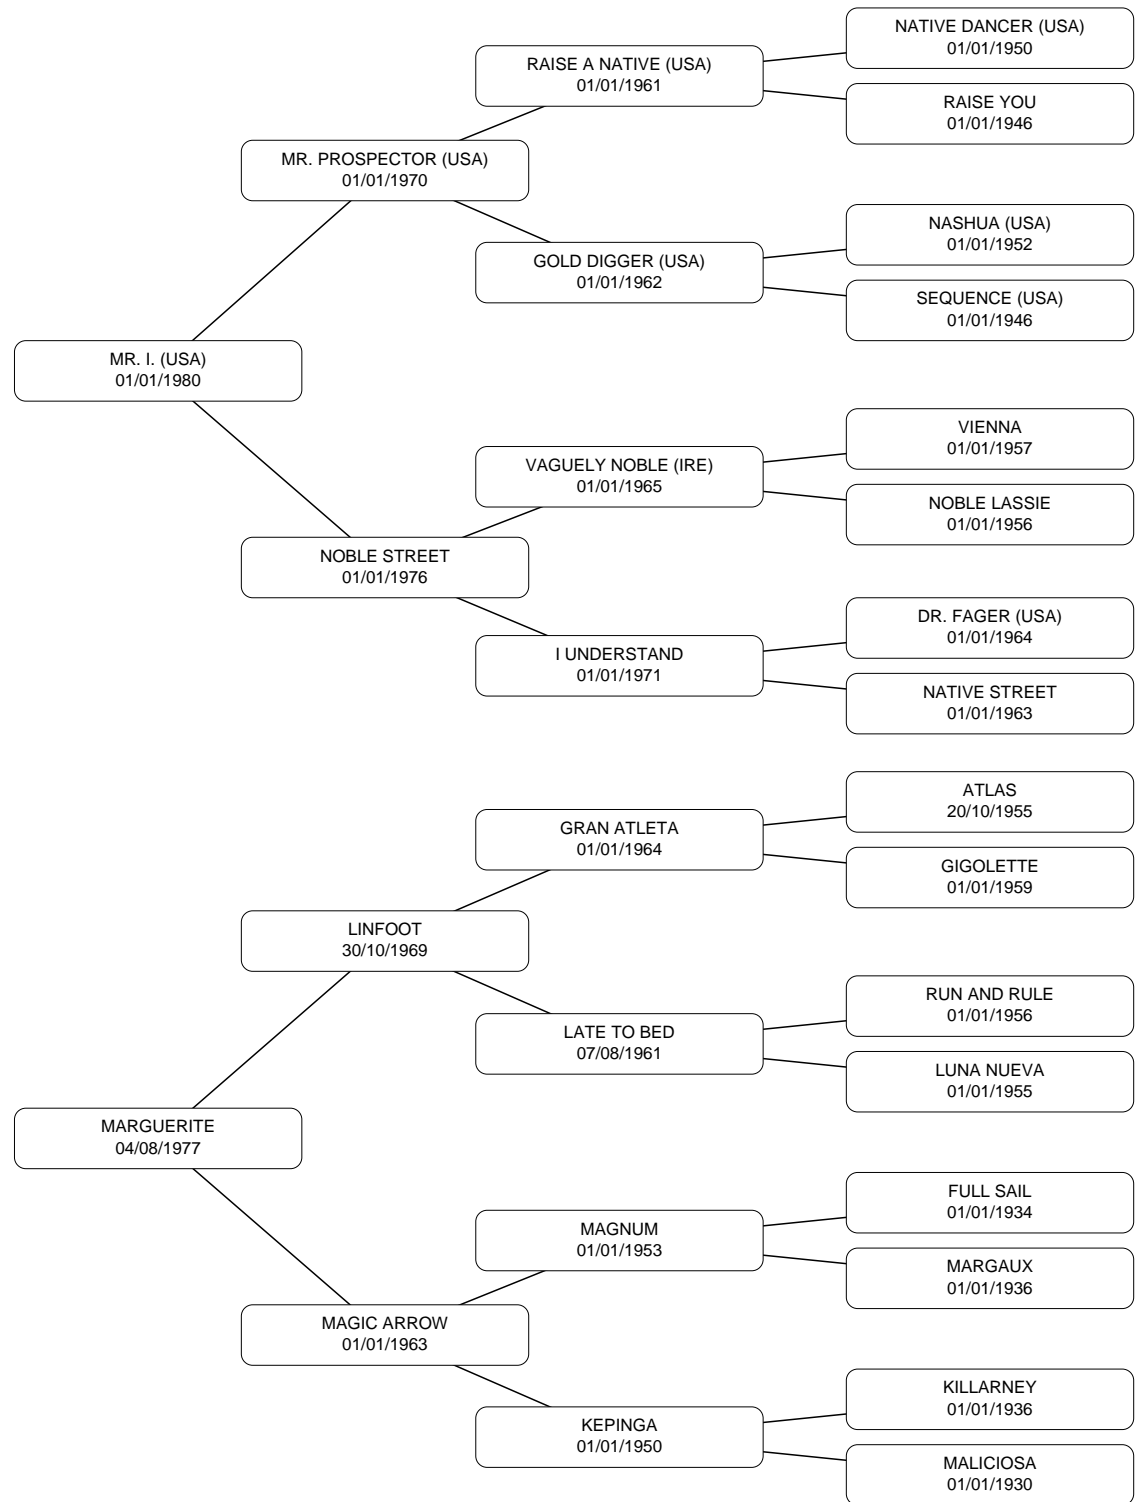 NATIVE DANCER (USA)
01/01/1950
RAISE A NATIVE (USA)
01/01/1961
RAISE YOU
01/01/1946
MR. PROSPECTOR (USA)
01/01/1970
NASHUA (USA)
01/01/1952
GOLD DIGGER (USA)
01/01/1962
SEQUENCE (USA)
01/01/1946
MR. I. (USA)
01/01/1980
VIENNA
01/01/1957
VAGUELY NOBLE (IRE)
01/01/1965
NOBLE LASSIE
01/01/1956
NOBLE STREET
01/01/1976
DR. FAGER (USA)
01/01/1964
I UNDERSTAND
01/01/1971
NATIVE STREET
01/01/1963
ATLAS
20/10/1955
GRAN ATLETA
01/01/1964
GIGOLETTE
01/01/1959
LINFOOT
30/10/1969
RUN AND RULE
01/01/1956
LATE TO BED
07/08/1961
LUNA NUEVA
01/01/1955
MARGUERITE
04/08/1977
FULL SAIL
01/01/1934
MAGNUM
01/01/1953
MARGAUX
01/01/1936
MAGIC ARROW
01/01/1963
KILLARNEY
01/01/1936
KEPINGA
01/01/1950
MALICIOSA
01/01/1930